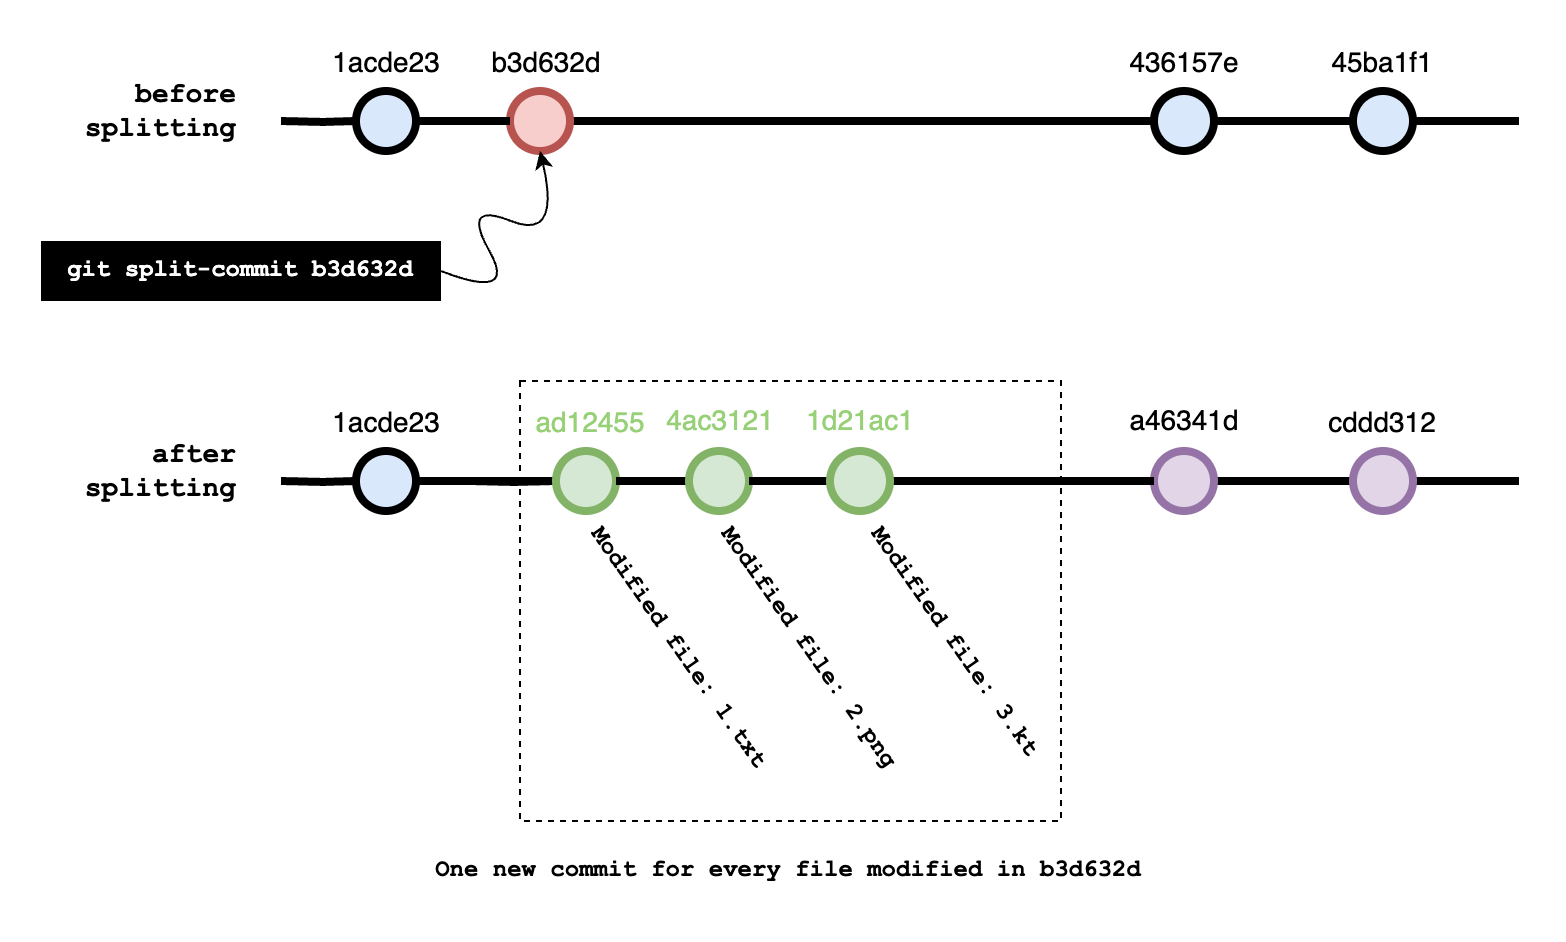 1acde23
b3d632d
436157e
45ba1f1
before
splitting
git split-commit b3d632d
1acde23
ad12455
4ac3121
1d21ac1
a46341d
cddd312
after
splitting
Modified file: 1.txt
Modified file: 2.png
Modified file: 3.kt
One new commit for every file modified in b3d632d